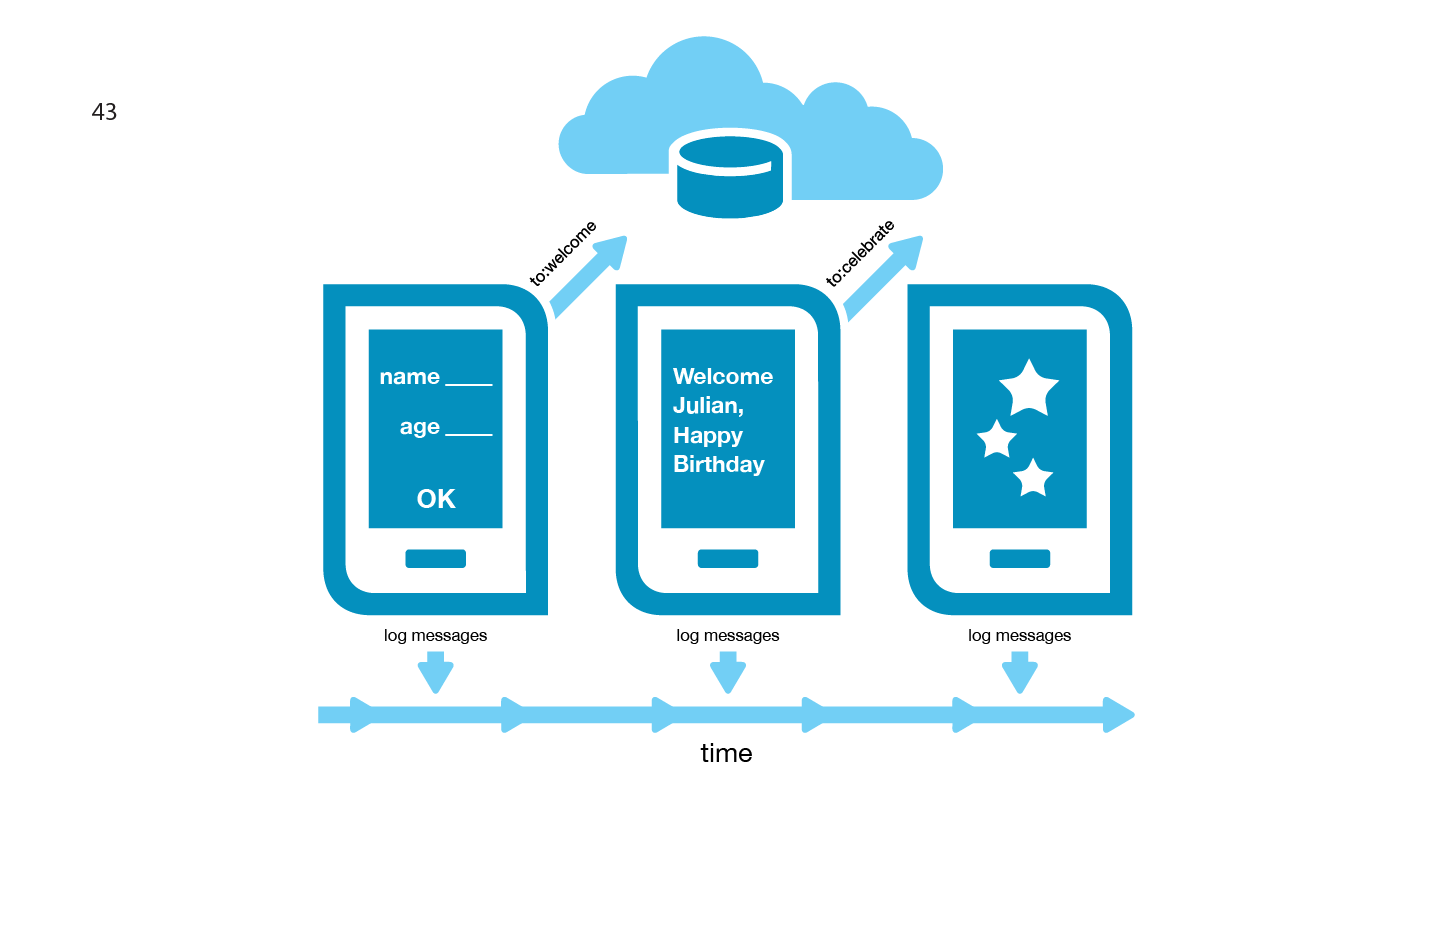 43
to:welcome
to:celebrate
name ____
age ____
OK
Welcome
Julian,
Happy
Birthday
log messages
log messages
log messages
time